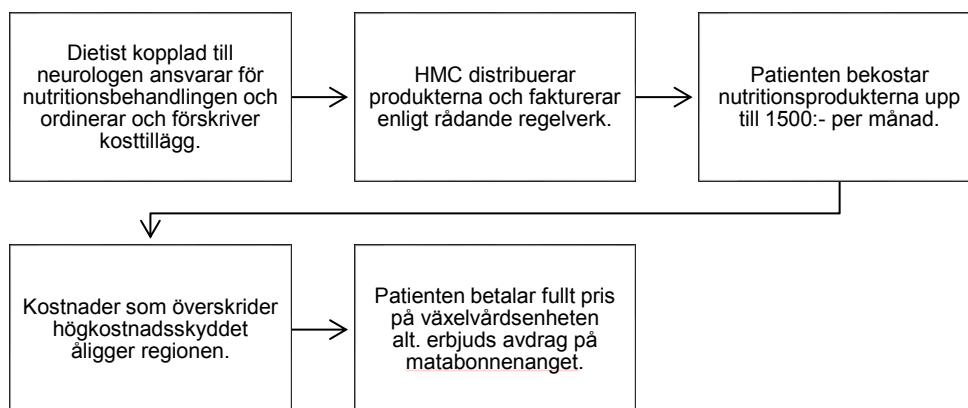 Dietist kopplad till
neurologen ansvarar för
nutritionsbehandlingen och
ordinerar och förskriver
kosttillägg.
HMC distribuerar
produkterna och fakturerar
enligt rådande regelverk.
Patienten bekostar
nutritionsprodukterna upp
till 1500:- per månad.
Kostnader som överskrider
högkostnadsskyddet
åligger regionen.
Patienten betalar fullt pris
på växelvårdsenheten
alt. erbjuds avdrag på
matabonnenanget.